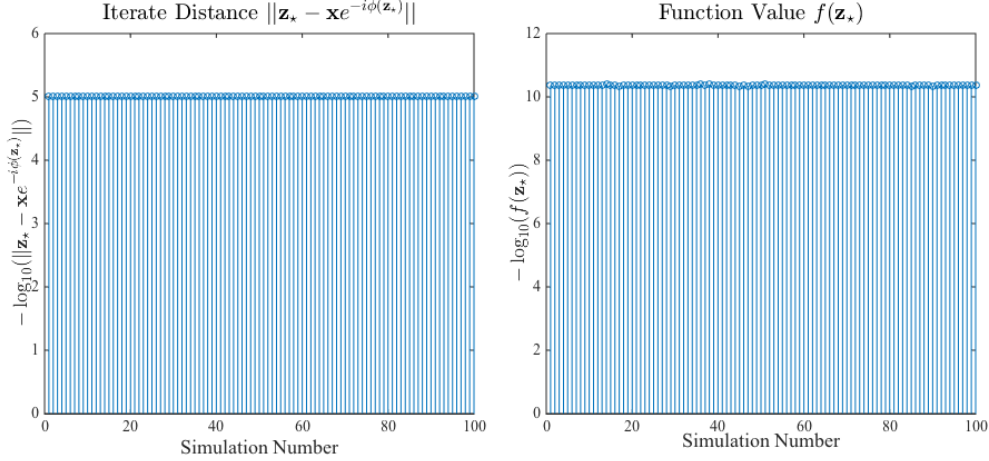 Iterate Distance ||z⋆ − xe^{−iϕ(z⋆)}||
− log₁₀(||z⋆ − xe^{−iϕ(z⋆)}||)
6
5
4
3
2
1
0
0 20 40 60 80 100
Simulation Number
Function Value f(z⋆)
− log₁₀(f(z⋆))
12
10
8
6
4
2
0
0 20 40 60 80 100
Simulation Number